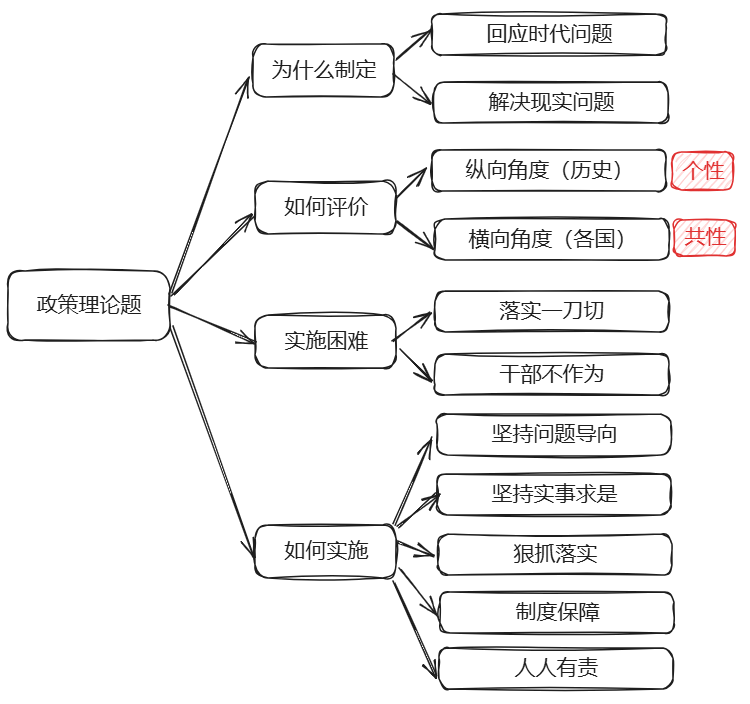 政策理论题
为什么制定
回应时代问题
解决现实问题
如何评价
纵向角度（历史）
个性
横向角度（各国）
共性
实施困难
落实一刀切
干部不作为
如何实施
坚持问题导向
坚持实事求是
狠抓落实
制度保障
人人有责